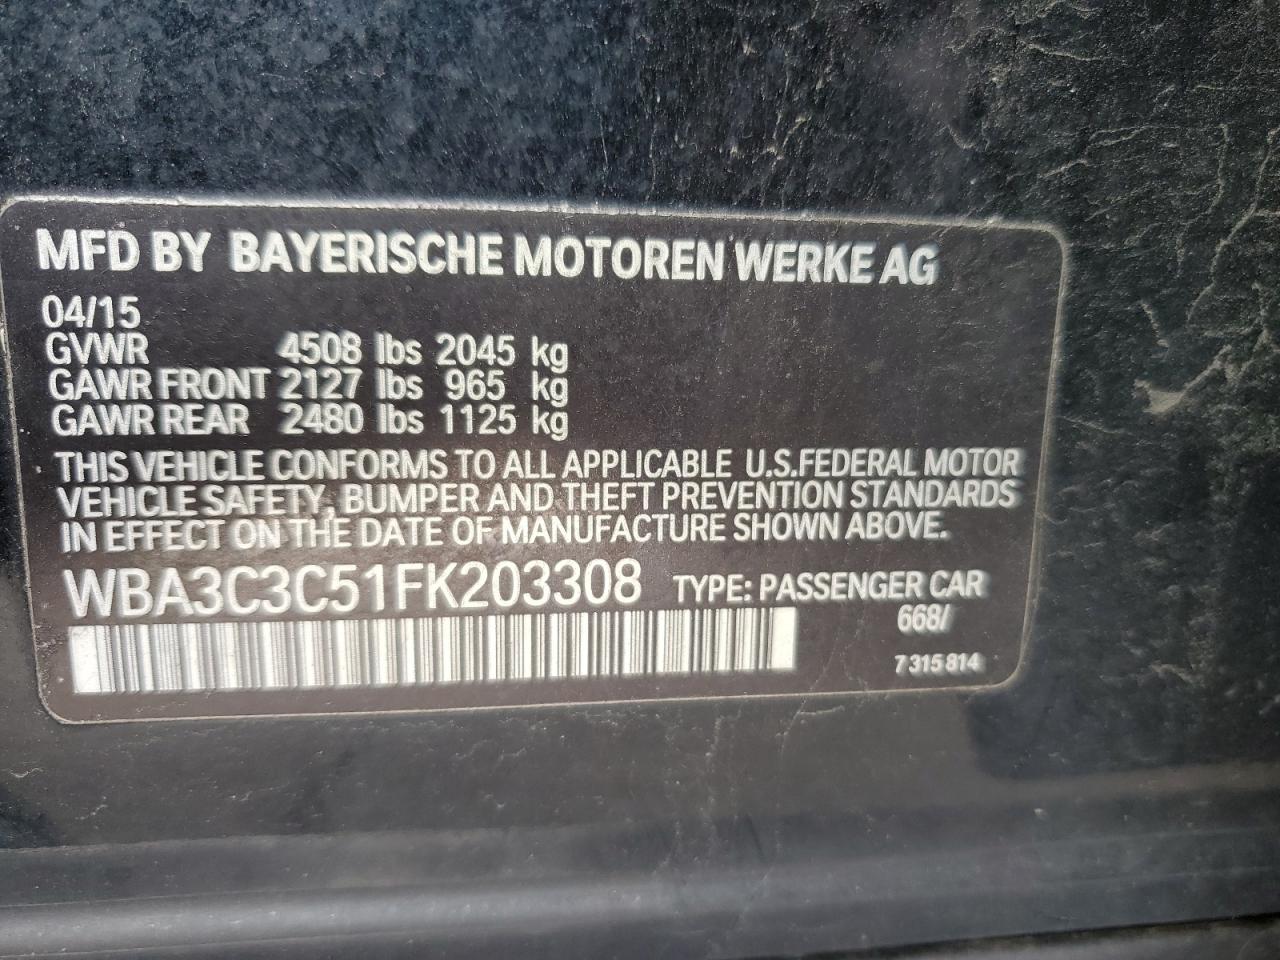 MFD BY BAYERISCHE MOTOREN WERKE AG
04/15
GVWR 4508 lbs 2045 kg
GAWR FRONT 2127 lbs 965 kg
GAWR REAR 2480 lbs 1125 kg
THIS VEHICLE CONFORMS TO ALL APPLICABLE U.S.FEDERAL MOTOR
VEHICLE SAFETY, BUMPER AND THEFT PREVENTION STANDARDS
IN EFFECT ON THE DATE OF MANUFACTURE SHOWN ABOVE.
WBA3C3C51FK203308 TYPE: PASSENGER CAR
668/
7 315 814